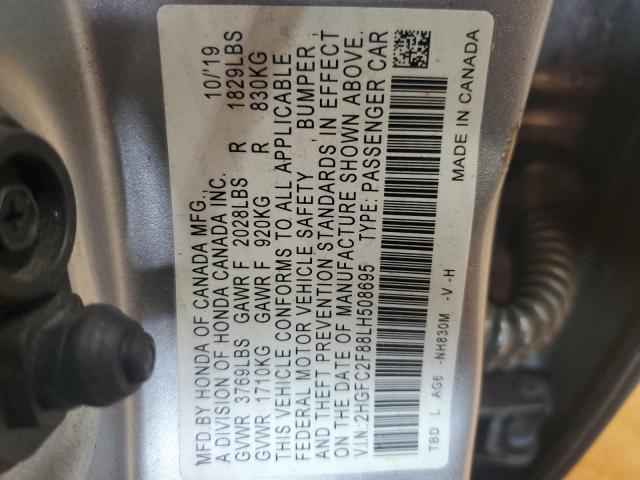 MFD.BY HONDA OF CANADA MFG., 10/'19
A DIVISION OF HONDA CANADA INC.
GVWR 3769LBS GAWR F 2028LBS R 1829LBS
GVWR 1710KG GAWR F 920KG R 830KG
THIS VEHICLE CONFORMS TO ALL APPLICABLE
FEDERAL MOTOR VEHICLE SAFETY BUMPER,
AND THEFT PREVENTION STANDARDS, IN EFFECT
ON THE DATE OF MANUFACTURE SHOWN ABOVE.
V.I.N.:2HGFC2F88LH508695 TYPE: PASSENGER CAR
TBD L AG6 -NH830M -V-H MADE IN CANADA